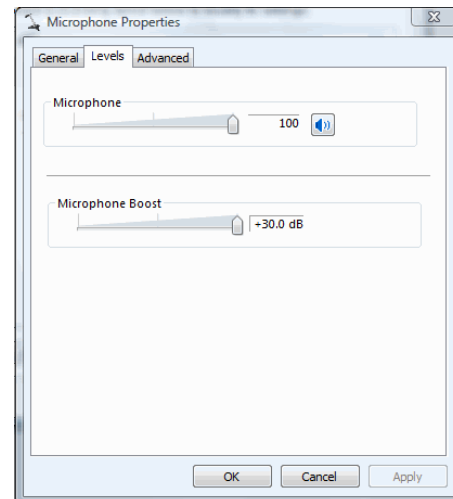 Microphone Properties
General Levels Advanced
Microphone
100
Microphone Boost
+30.0 dB
OK Cancel Apply